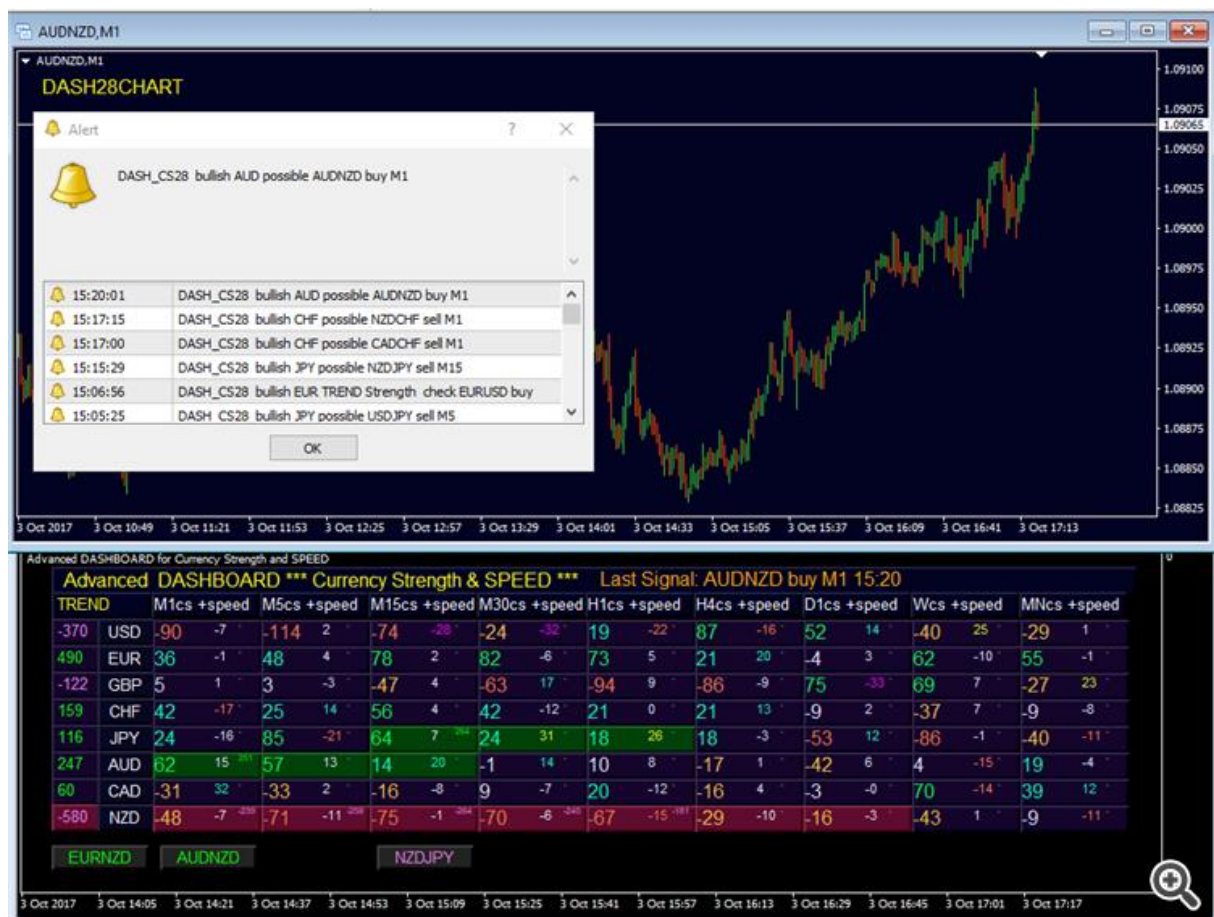 AUDNZD,M1
AUDNZD,M1
DASH28CHART
Alert ?
DASH_CS28 bullish AUD possible AUDNZD buy M1
15:20:01 DASH_CS28 bullish AUD possible AUDNZD buy M1
15:17:15 DASH_CS28 bullish CHF possible NZDCHF sell M1
15:17:00 DASH_CS28 bullish CHF possible CADCHF sell M1
15:15:29 DASH_CS28 bullish JPY possible NZDJPY sell M15
15:06:56 DASH_CS28 bullish EUR TREND Strength check EURUSD buy
15:05:25 DASH_CS28 bullish JPY possible USDJPY sell M5
OK
1.09100
1.09075
1.09065
1.09050
1.09025
1.09000
1.08975
1.08950
1.08925
1.08900
1.08875
1.08850
1.08825
3 Oct 2017 3 Oct 10:49 3 Oct 11:21 3 Oct 11:53 3 Oct 12:25 3 Oct 12:57 3 Oct 13:29 3 Oct 14:01 3 Oct 14:33 3 Oct 15:05 3 Oct 15:37 3 Oct 16:09 3 Oct 16:41 3 Oct 17:13
Advanced DASHBOARD for Currency Strength and SPEED 0
Advanced DASHBOARD *** Currency Strength & SPEED *** Last Signal: AUDNZD buy M1 15:20
TREND M1cs +speed M5cs +speed M15cs +speed M30cs +speed H1cs +speed H4cs +speed D1cs +speed Wcs +speed MNcs +speed
-370 USD -90 -7 -114 2 -74 -28 -24 -32 19 -22 87 -16 52 14 -40 25 -29 1
490 EUR 36 -1 48 4 78 2 82 -6 73 5 21 20 -4 3 62 -10 55 -1
-122 GBP 5 1 3 -3 -47 4 -63 17 -94 9 -86 -9 75 -33 69 7 -27 23
159 CHF 42 -17 25 14 56 4 42 -12 21 0 21 13 -9 2 -37 7 -9 -8
116 JPY 24 -16 85 -21 64 7 264 24 31 18 26 18 -3 -53 12 -86 -1 -40 -11
247 AUD 62 15 251 57 13 14 20 -1 14 10 8 -17 1 -42 6 4 -15 19 -4
60 CAD -31 32 -33 2 -16 -8 9 -7 20 -12 -16 4 -3 -0 70 -14 39 12
-580 NZD -48 -7 -71 -11 -75 -1 -264 -70 -6 -67 -15 -29 -10 -16 -3 -43 1 -9 -11
EURNZD AUDNZD NZDJPY
3 Oct 2017 3 Oct 14:05 3 Oct 14:21 3 Oct 14:37 3 Oct 14:53 3 Oct 15:09 3 Oct 15:25 3 Oct 15:41 3 Oct 15:57 3 Oct 16:13 3 Oct 16:29 3 Oct 16:45 3 Oct 17:01 3 Oct 17:17